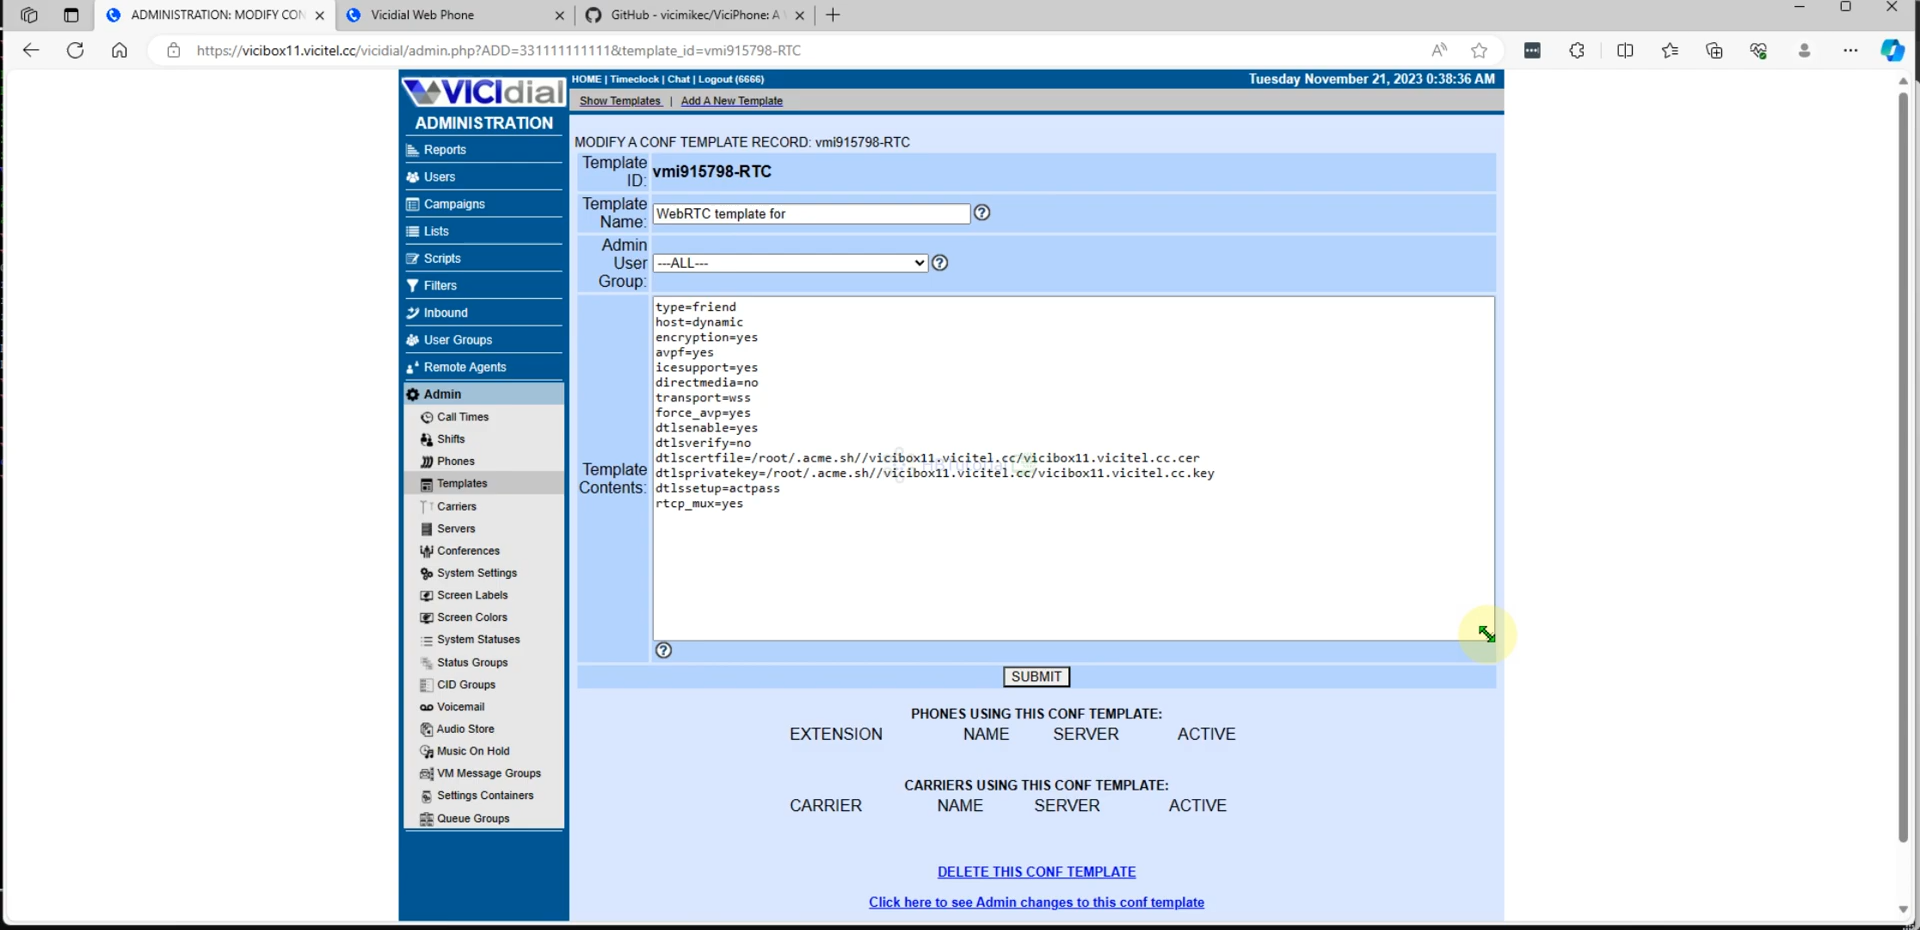 ADMINISTRATION: MODIFY CON
Vicidial Web Phone
GitHub - vicimikec/ViciPhone: A
https://vicibox11.vicitel.cc/vicidial/admin.php?ADD=331111111111&template_id=vmi915798-RTC
VICIdial
HOME | Timeclock | Chat | Logout (6666)
Tuesday November 21, 2023 0:38:36 AM
Show Templates | Add A New Template
ADMINISTRATION
Reports
Users
Campaigns
Lists
Scripts
Filters
Inbound
User Groups
Remote Agents
Admin
Call Times
Shifts
Phones
Templates
Carriers
Servers
Conferences
System Settings
Screen Labels
Screen Colors
System Statuses
Status Groups
CID Groups
Voicemail
Audio Store
Music On Hold
VM Message Groups
Settings Containers
Queue Groups
MODIFY A CONF TEMPLATE RECORD: vmi915798-RTC
Template
ID:
vmi915798-RTC
Template
Name:
WebRTC template for
Admin
User
Group:
---ALL---
Template
Contents:
type=friend
host=dynamic
encryption=yes
avpf=yes
icesupport=yes
directmedia=no
transport=wss
force_avp=yes
dtlsenable=yes
dtlsverify=no
dtlscertfile=/root/.acme.sh//vicibox11.vicitel.cc/vicibox11.vicitel.cc.cer
dtlsprivatekey=/root/.acme.sh//vicibox11.vicitel.cc/vicibox11.vicitel.cc.key
dtlssetup=actpass
rtcp_mux=yes
SUBMIT
PHONES USING THIS CONF TEMPLATE:
EXTENSION NAME SERVER ACTIVE
CARRIERS USING THIS CONF TEMPLATE:
CARRIER NAME SERVER ACTIVE
DELETE THIS CONF TEMPLATE
Click here to see Admin changes to this conf template